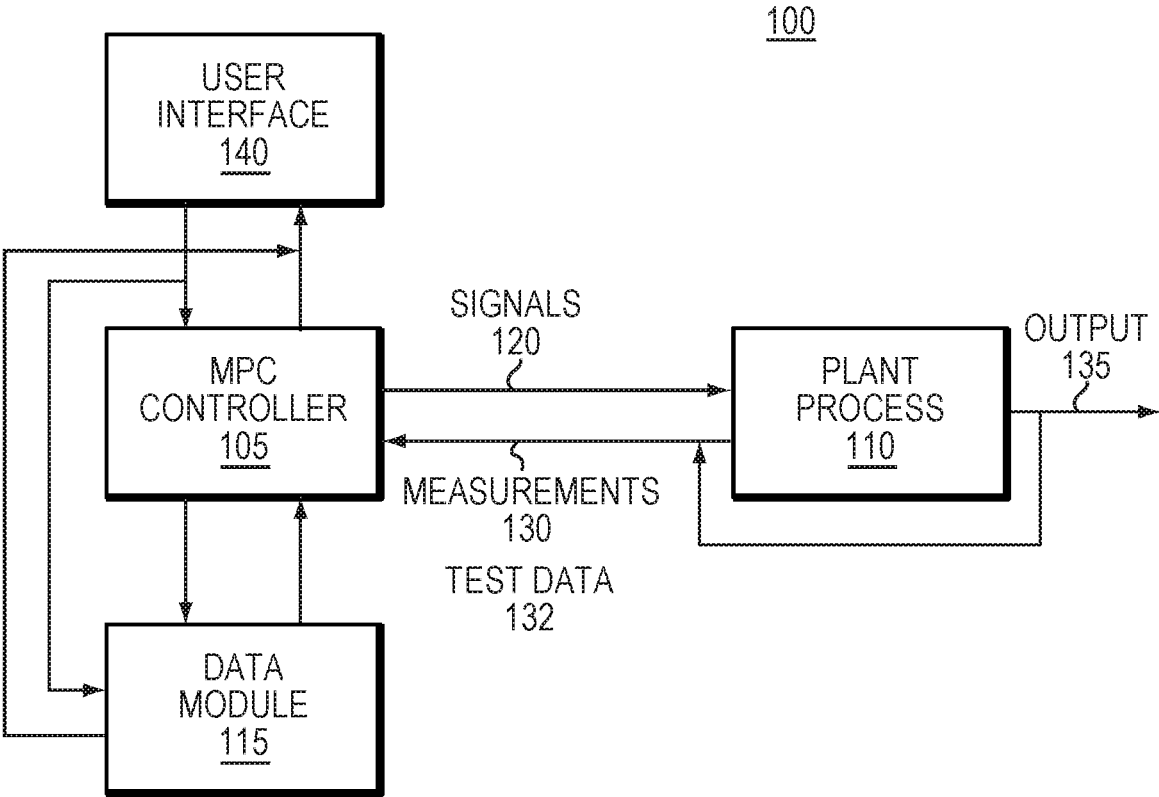 100
USER
INTERFACE
140
SIGNALS
120
OUTPUT
135
MPC
CONTROLLER
105
PLANT
PROCESS
110
MEASUREMENTS
130
TEST DATA
132
DATA
MODULE
115